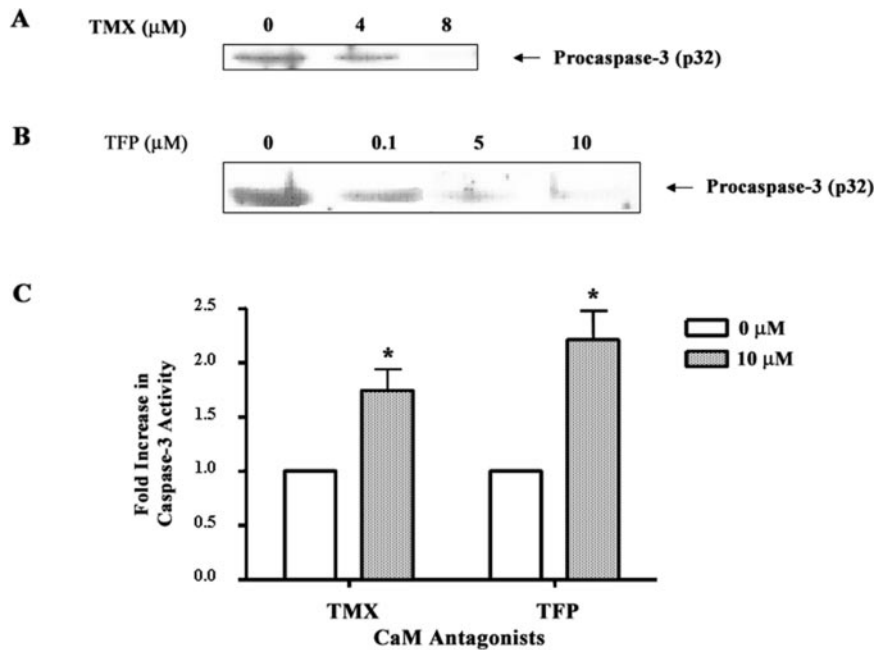 A
TMX (μM) 0 4 8
Procaspase-3 (p32)
B
TFP (μM) 0 0.1 5 10
Procaspase-3 (p32)
C
Fold Increase in
Caspase-3 Activity
2.5
2.0
1.5
1.0
0.5
0.0
* *
0 μM
10 μM
TMX TFP
CaM Antagonists